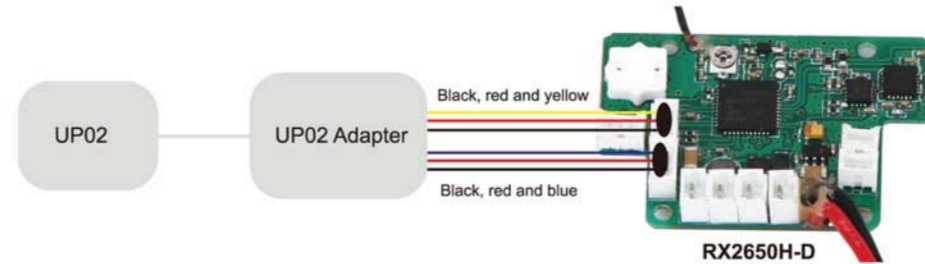 Black, red and yellow
UP02
UP02 Adapter
Black, red and blue
RX2650H-D